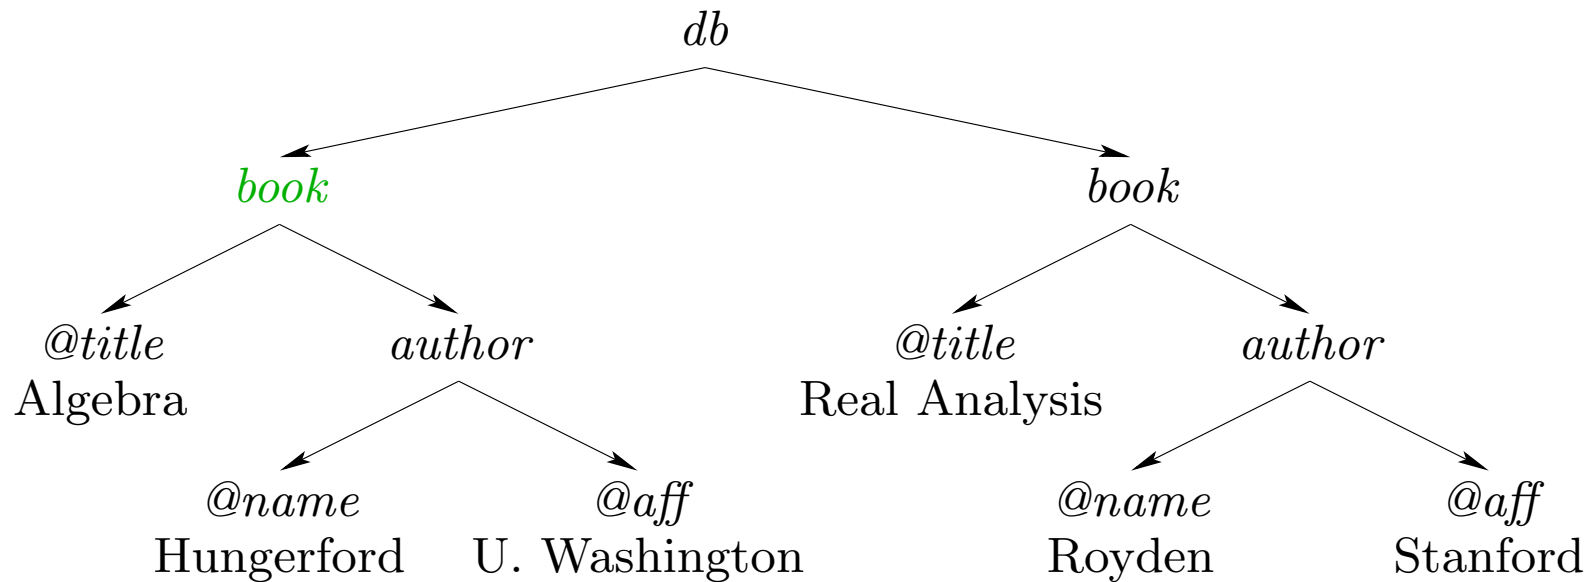 db
book book
@title author @title author
Algebra Real Analysis
@name @aff @name @aff
Hungerford U. Washington Royden Stanford